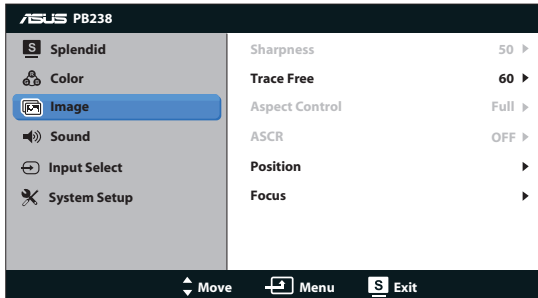 ASUS PB238
S Splendid
Color
Image
Sound
Input Select
System Setup
Sharpness 50
Trace Free 60
Aspect Control Full
ASCR OFF
Position
Focus
Move Menu S Exit